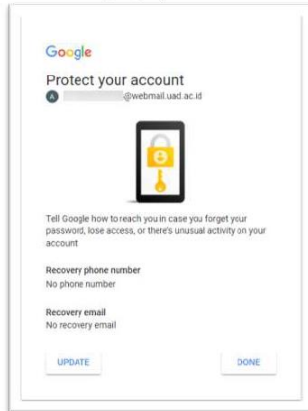 Google
Protect your account
A @webmail.uad.ac.id
Tell Google how to reach you in case you forget your
password, lose access, or there's unusual activity on your
account
Recovery phone number
No phone number
Recovery email
No recovery email
UPDATE DONE